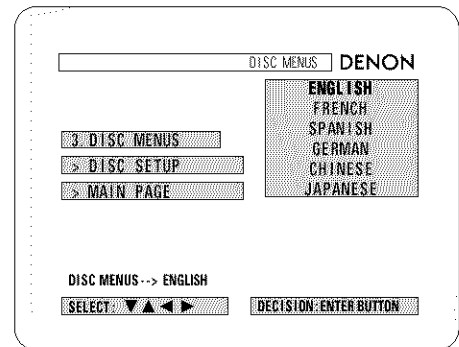 DISC MENUS DENON
ENGLISH
FRENCH
SPANISH
GERMAN
CHINESE
JAPANESE
3 DISC MENUS
> DISC SETUP
> MAIN PAGE
DISC MENUS --> ENGLISH
SELECT: ▼ ▲ ◀ ▶
DECISION: ENTER BUTTON